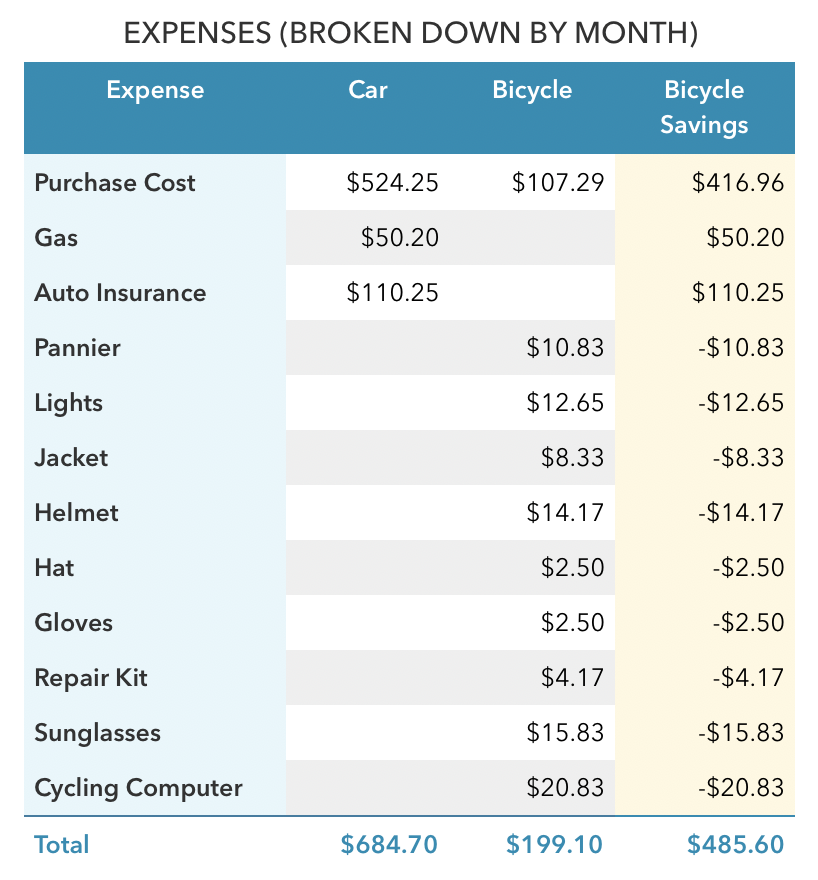 EXPENSES (BROKEN DOWN BY MONTH)
Expense Car Bicycle Bicycle Savings
Purchase Cost $524.25 $107.29 $416.96
Gas $50.20 $50.20
Auto Insurance $110.25 $110.25
Pannier $10.83 -$10.83
Lights $12.65 -$12.65
Jacket $8.33 -$8.33
Helmet $14.17 -$14.17
Hat $2.50 -$2.50
Gloves $2.50 -$2.50
Repair Kit $4.17 -$4.17
Sunglasses $15.83 -$15.83
Cycling Computer $20.83 -$20.83
Total $684.70 $199.10 $485.60